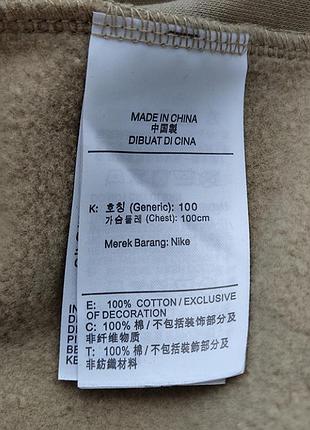 MADE IN CHINA
中国製
DIBUAT DI CINA
K: 호칭 (Generic): 100
가슴둘레 (Chest): 100cm
Merek Barang: Nike
E: 100% COTTON / EXCLUSIVE
OF DECORATION
C: 100% 棉 / 不包括装饰部分及
非纤维物质
T: 100% 棉 / 不包括裝飾部分及
非紡織材料